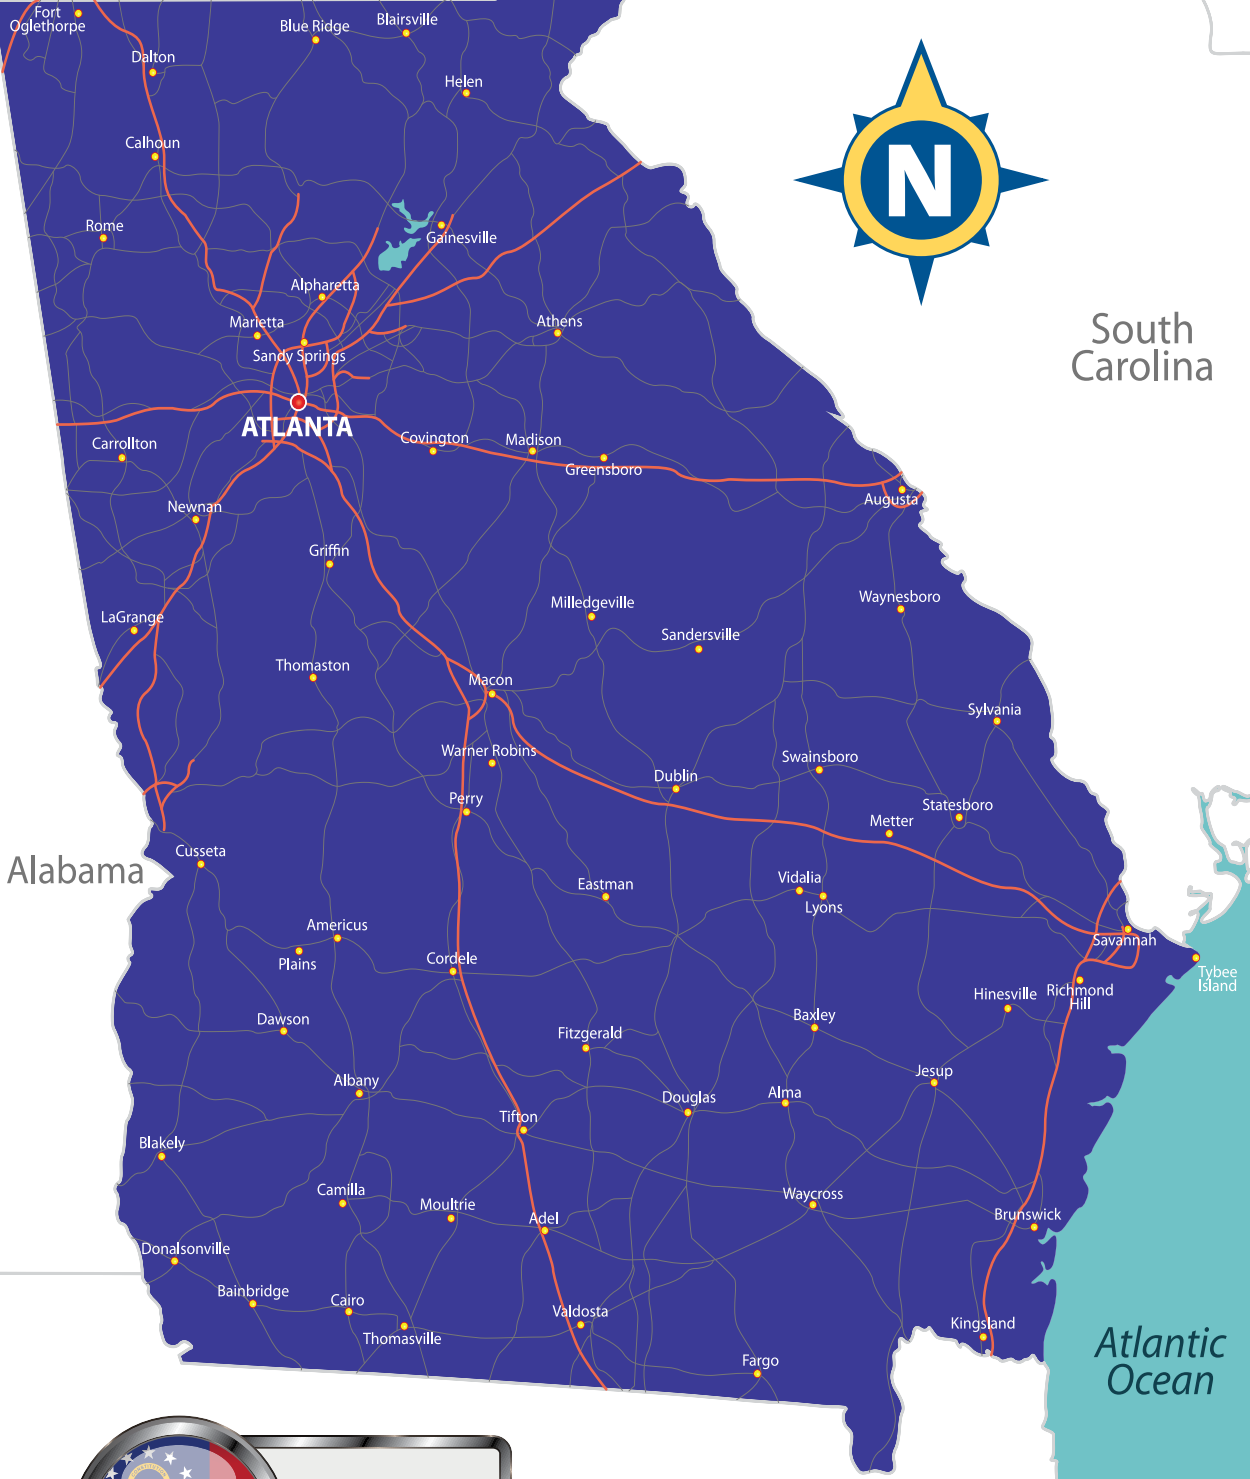 Fort
Oglethorpe
Blue Ridge
Blairsville
Dalton
Helen
Calhoun
N
Rome
Gainesville
Alpharetta
Marietta
Athens
Sandy Springs
South
Carolina
ATLANTA
Carrollton
Covington
Madison
Greensboro
Augusta
Newnan
Griffin
Milledgeville
Waynesboro
LaGrange
Sandersville
Thomaston
Macon
Sylvania
Warner Robins
Swainsboro
Dublin
Perry
Statesboro
Metter
Cusseta
Alabama
Eastman
Vidalia
Lyons
Americus
Savannah
Plains
Cordele
Tybee
Island
Hinesville
Richmond
Hill
Dawson
Baxley
Fitzgerald
Jesup
Albany
Alma
Douglas
Tifton
Blakely
Camilla
Moultrie
Waycross
Adel
Brunswick
Donalsonville
Bainbridge
Cairo
Valdosta
Kingsland
Thomasville
Atlantic
Ocean
Fargo